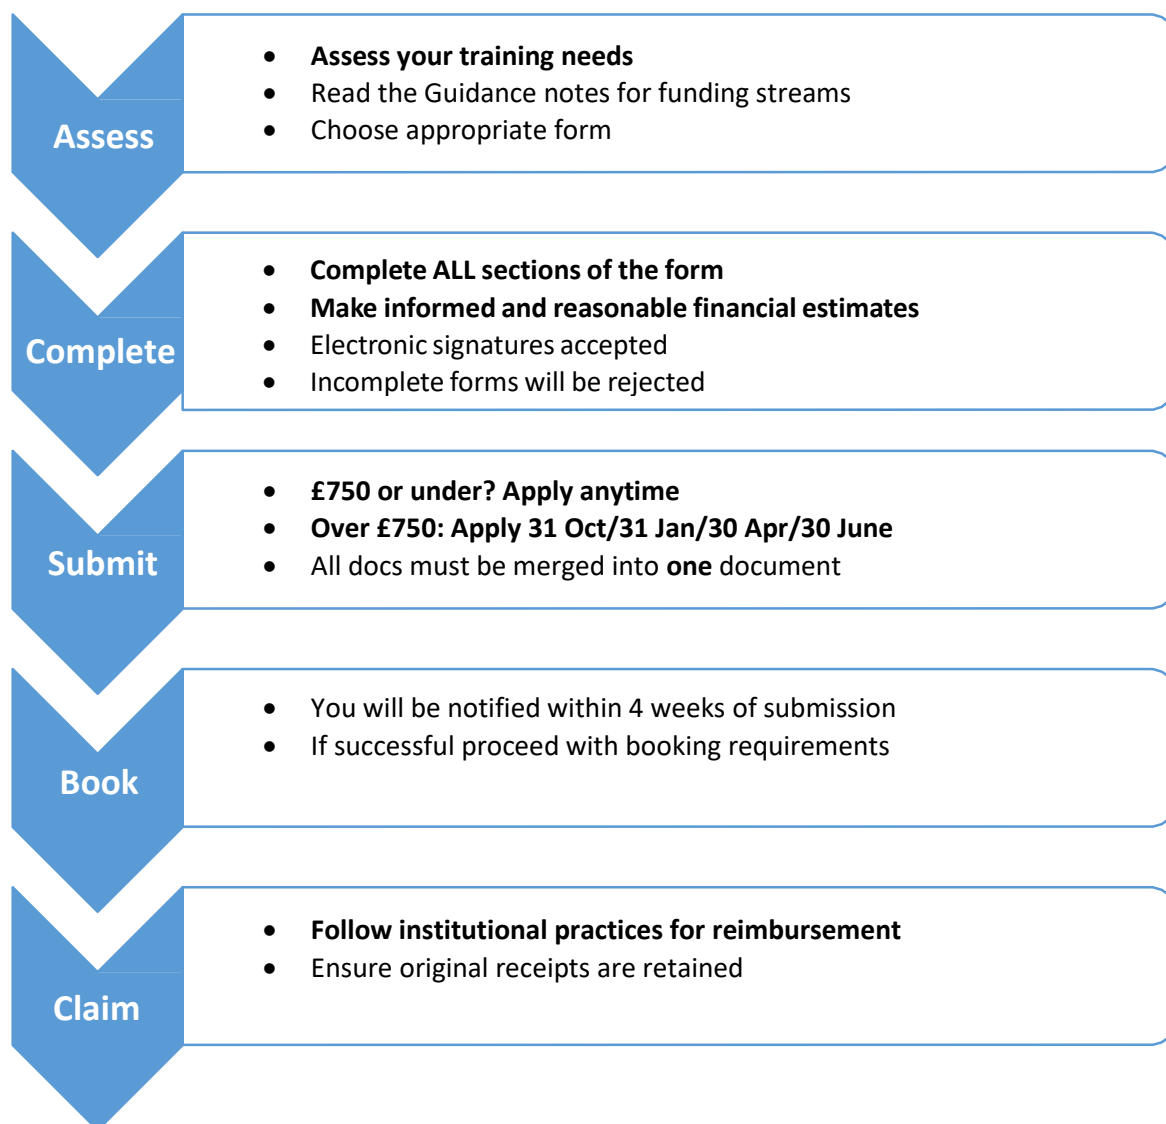 Assess
• Assess your training needs
• Read the Guidance notes for funding streams
• Choose appropriate form
Complete
• Complete ALL sections of the form
• Make informed and reasonable financial estimates
• Electronic signatures accepted
• Incomplete forms will be rejected
Submit
• £750 or under? Apply anytime
• Over £750: Apply 31 Oct/31 Jan/30 Apr/30 June
• All docs must be merged into one document
Book
• You will be notified within 4 weeks of submission
• If successful proceed with booking requirements
Claim
• Follow institutional practices for reimbursement
• Ensure original receipts are retained